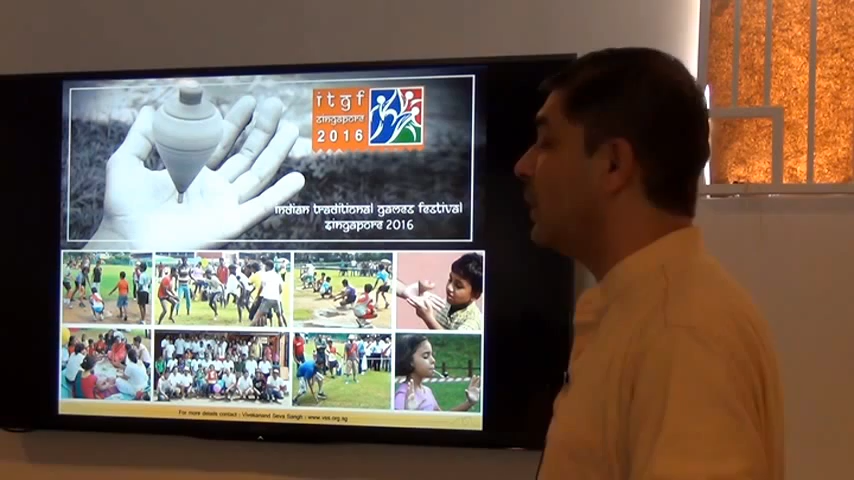 itgf
singapore
2016
indian traditional games festival
singapore 2016
For more details contact : Vivekanand Seva Sangh : www.vss.org.sg